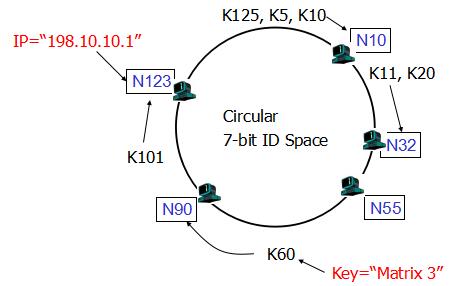 K125, K5, K10
IP=“198.10.10.1”
N10
K11, K20
N123
Circular
7-bit ID Space
N32
K101
N90
N55
K60
Key=“Matrix 3”